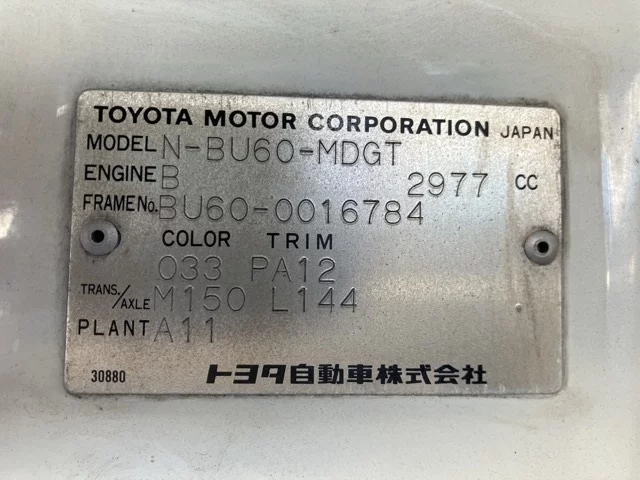 TOYOTA MOTOR CORPORATION JAPAN
MODEL N-BU60-MDGT
ENGINE B 2977 CC
FRAME No. BU60-0016784
COLOR TRIM
033 PA12
TRANS./AXLE M150 L144
PLANT A11
30880 トヨタ自動車株式会社